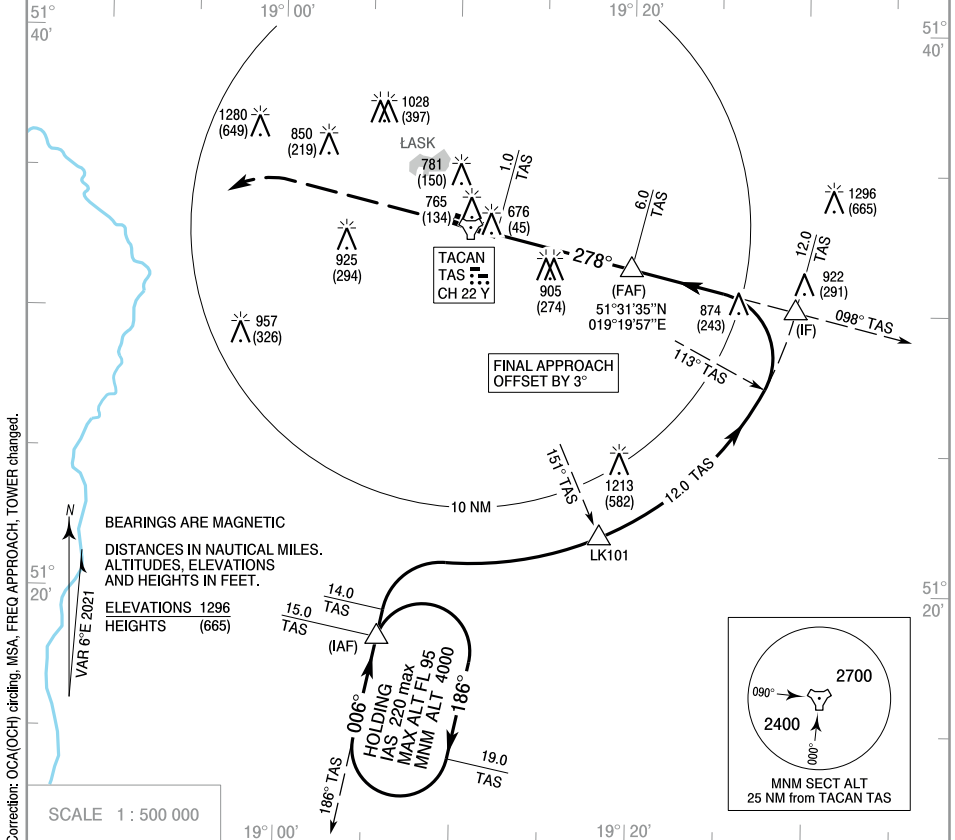 51°
40'
19° 00'
19° 20'
51°
40'
1280
(649)
850
(219)
1028
(397)
ŁASK
781
(150)
765
(134)
676
(45)
1.0
TAS
6.0
TAS
12.0
TAS
1296
(665)
922
(291)
925
(294)
957
(326)
TACAN
TAS
CH 22 Y
905
(274)
278°
(FAF)
51°31'35"N
019°19'57"E
874
(243)
(IF)
098° TAS
113° TAS
FINAL APPROACH
OFFSET BY 3°
151° TAS
1213
(582)
12.0 TAS
10 NM
LK101
N
VAR 6°E 2021
BEARINGS ARE MAGNETIC
DISTANCES IN NAUTICAL MILES.
ALTITUDES, ELEVATIONS
AND HEIGHTS IN FEET.
ELEVATIONS 1296
HEIGHTS (665)
51°
20'
51°
20'
14.0
TAS
15.0
TAS
(IAF)
006°
HOLDING
IAS 220 max
MAX ALT FL 95
MNM ALT 4000
186°
19.0
TAS
186° TAS
2700
090°
2400
000°
MNM SECT ALT
25 NM from TACAN TAS
SCALE 1 : 500 000
19° 00'
19° 20'
Correction: OCA(OCH) circling, MSA, FREQ APPROACH, TOWER changed.